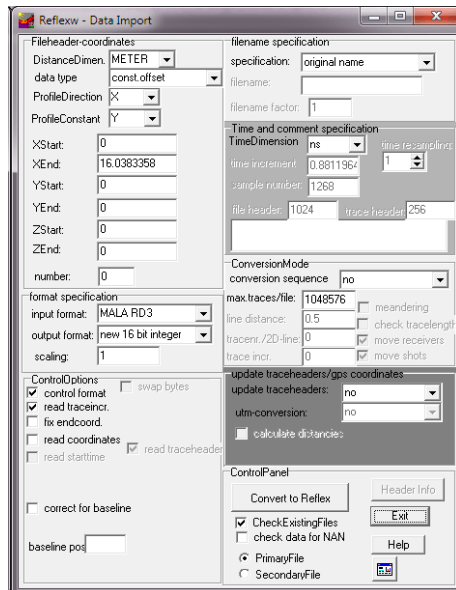 Reflexw - Data Import
Fileheader-coordinates
DistanceDimen. METER
data type const.offset
ProfileDirection X
ProfileConstant Y
XStart: 0
XEnd: 16.0383358
YStart: 0
YEnd: 0
ZStart: 0
ZEnd: 0
number: 0
format specification
input format: MALA RD3
output format: new 16 bit integer
scaling: 1
ControlOptions
control format
swap bytes
read traceincr.
fix endcoord.
read coordinates
read starttime
read traceheader
correct for baseline
baseline pos
filename specification
specification: original name
filename:
filename factor: 1
Time and comment specification
TimeDimension ns
time resampling:
time increment 0.8811964
1
sample number: 1268
file header: 1024 trace header: 256
ConversionMode
conversion sequence no
max.traces/file: 1048576
meandering
line distance: 0.5
check tracelength
tracenr./2D-line: 0
move receivers
trace incr. 0
move shots
update traceheaders/gps coordinates
update traceheaders: no
utm-conversion: no
calculate distancies
ControlPanel
Convert to Reflex
Header Info
CheckExistingFiles
Exit
check data for NAN
PrimaryFile
Help
SecondaryFile